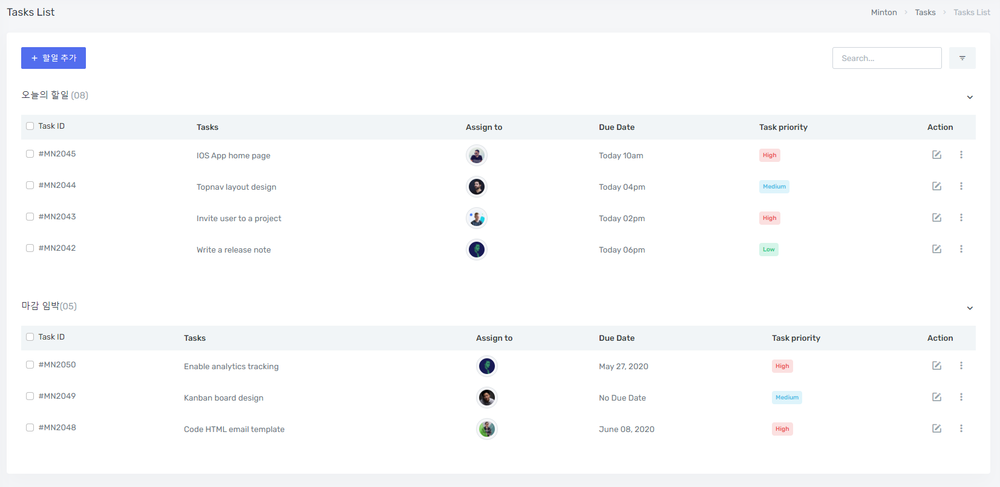 Tasks List
Minton > Tasks > Tasks List
+ 할일 추가
Search...
오늘의 할일 (08)
Task ID Tasks Assign to Due Date Task priority Action
#MN2045 IOS App home page Today 10am High
#MN2044 Topnav layout design Today 04pm Medium
#MN2043 Invite user to a project Today 02pm High
#MN2042 Write a release note Today 06pm Low
마감 임박(05)
Task ID Tasks Assign to Due Date Task priority Action
#MN2050 Enable analytics tracking May 27, 2020 High
#MN2049 Kanban board design No Due Date Medium
#MN2048 Code HTML email template June 08, 2020 High